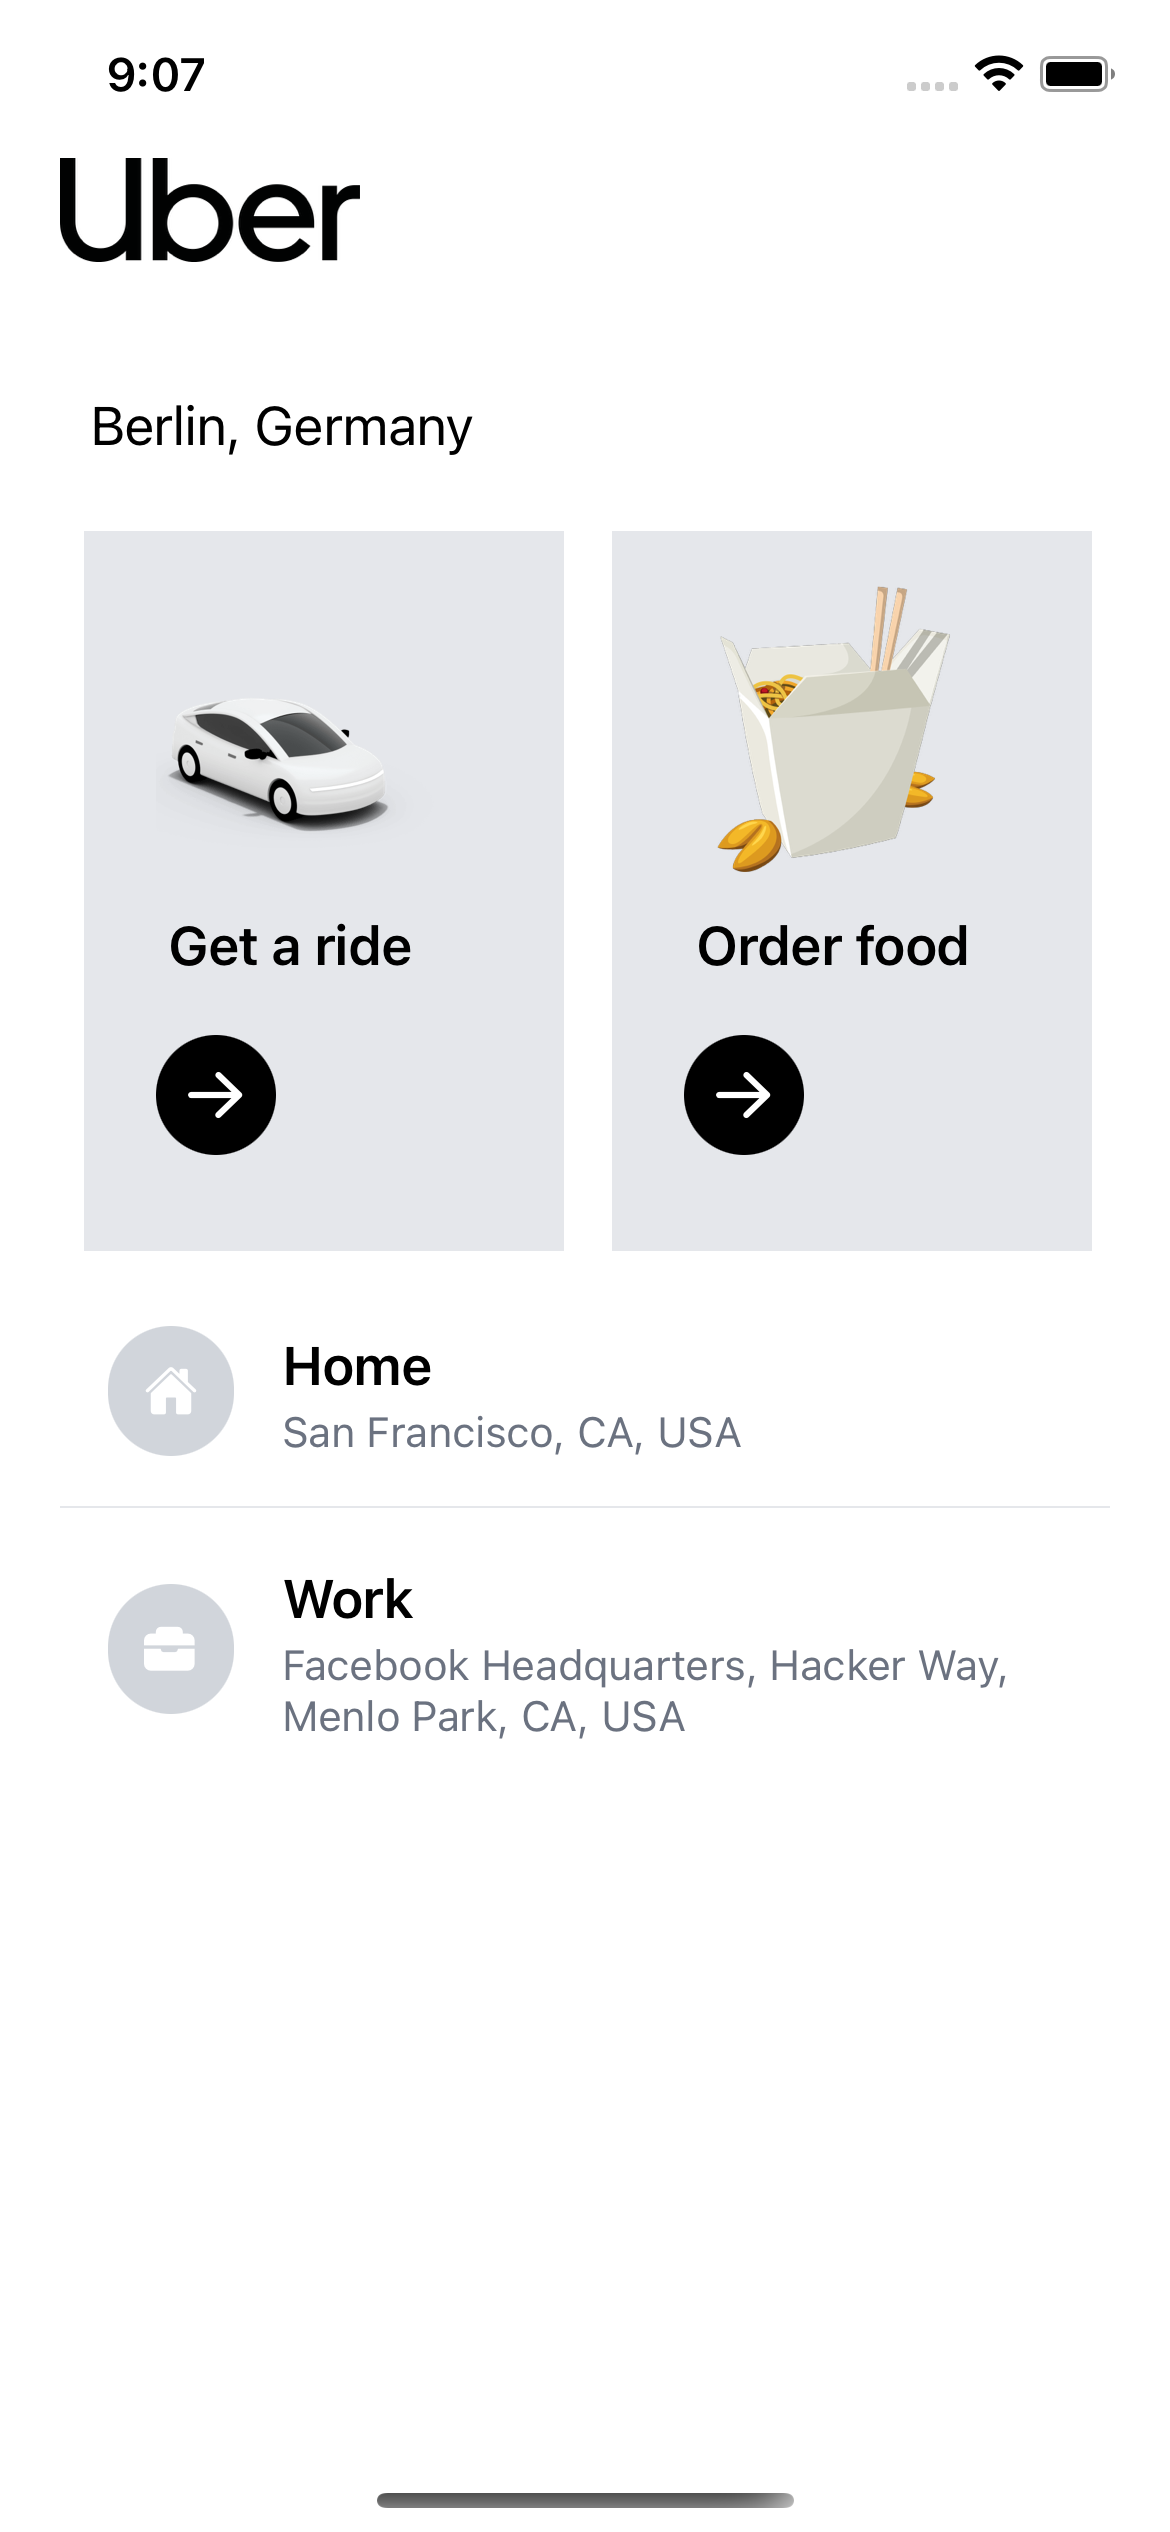 9:07
Uber
Berlin, Germany
Get a ride
Order food
Home
San Francisco, CA, USA
Work
Facebook Headquarters, Hacker Way,
Menlo Park, CA, USA